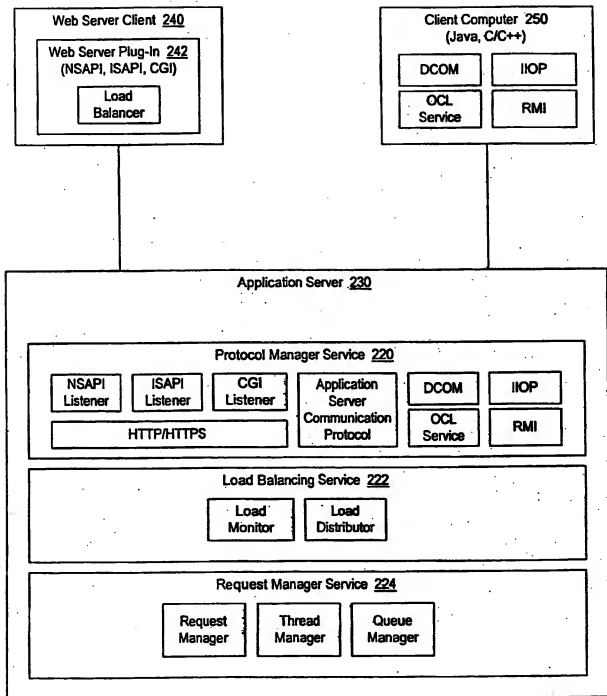 Web Server Client 240
Web Server Plug-In 242
(NSAPI, ISAPI, CGI)
Load
Balancer
Client Computer 250
(Java, C/C++)
DCOM
IIOP
OCL
Service
RMI
Application Server 230
Protocol Manager Service 220
NSAPI
Listener
ISAPI
Listener
CGI
Listener
HTTP/HTTPS
Application
Server
Communication
Protocol
DCOM
IIOP
OCL
Service
RMI
Load Balancing Service 222
Load
Monitor
Load
Distributor
Request Manager Service 224
Request
Manager
Thread
Manager
Queue
Manager